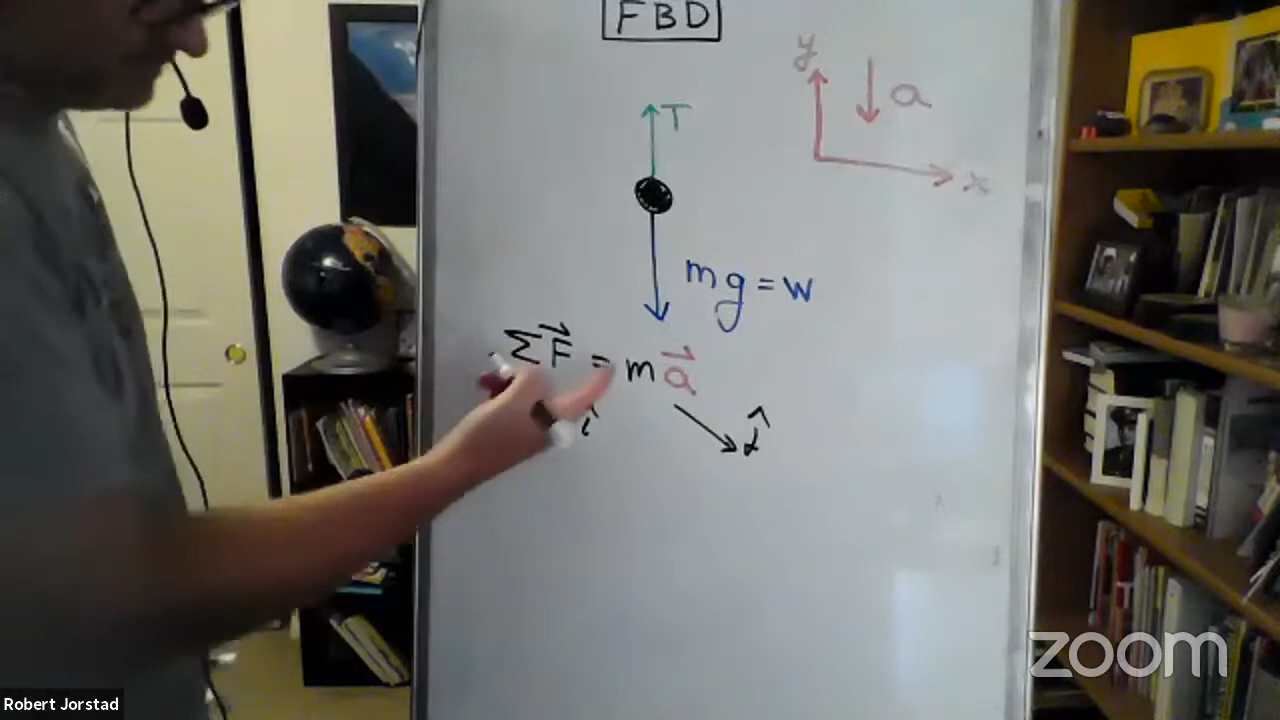 FBD
y
a
T
x
mg = w
ΣF⃗ = ma⃗
î ĵ
zoom
Robert Jorstad